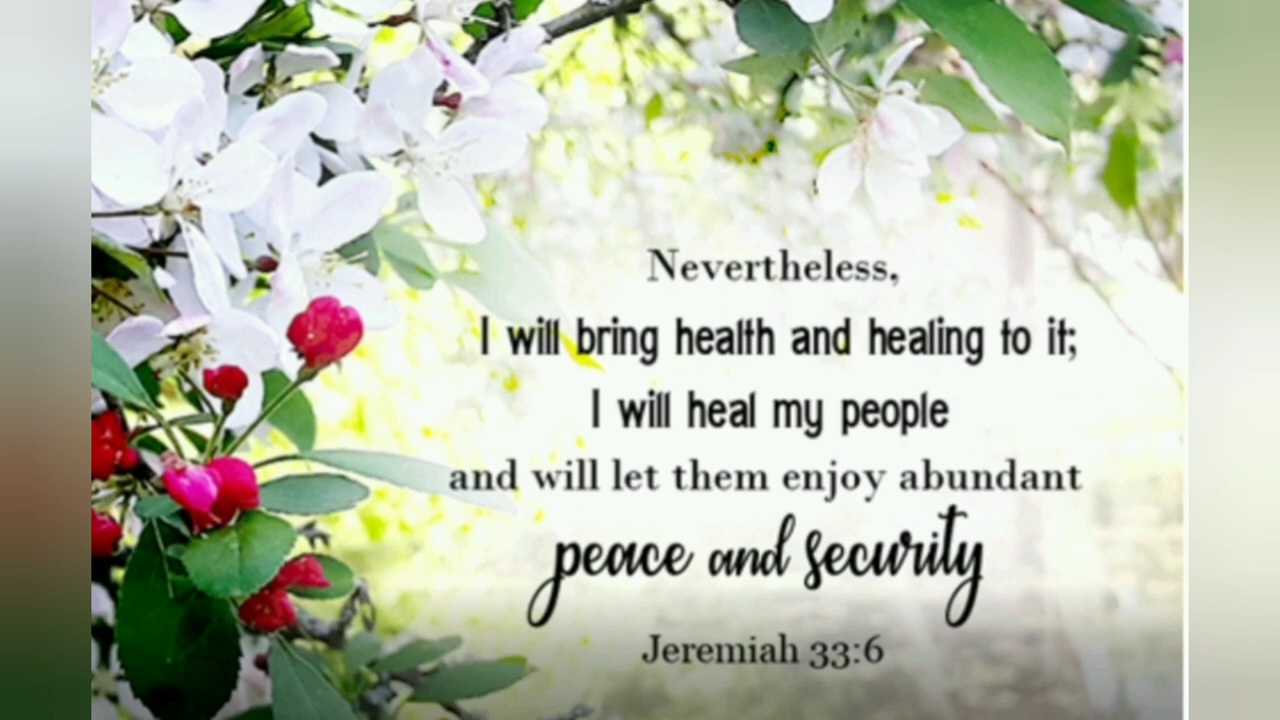 Nevertheless,
I will bring health and healing to it;
I will heal my people
and will let them enjoy abundant
peace and security
Jeremiah 33:6